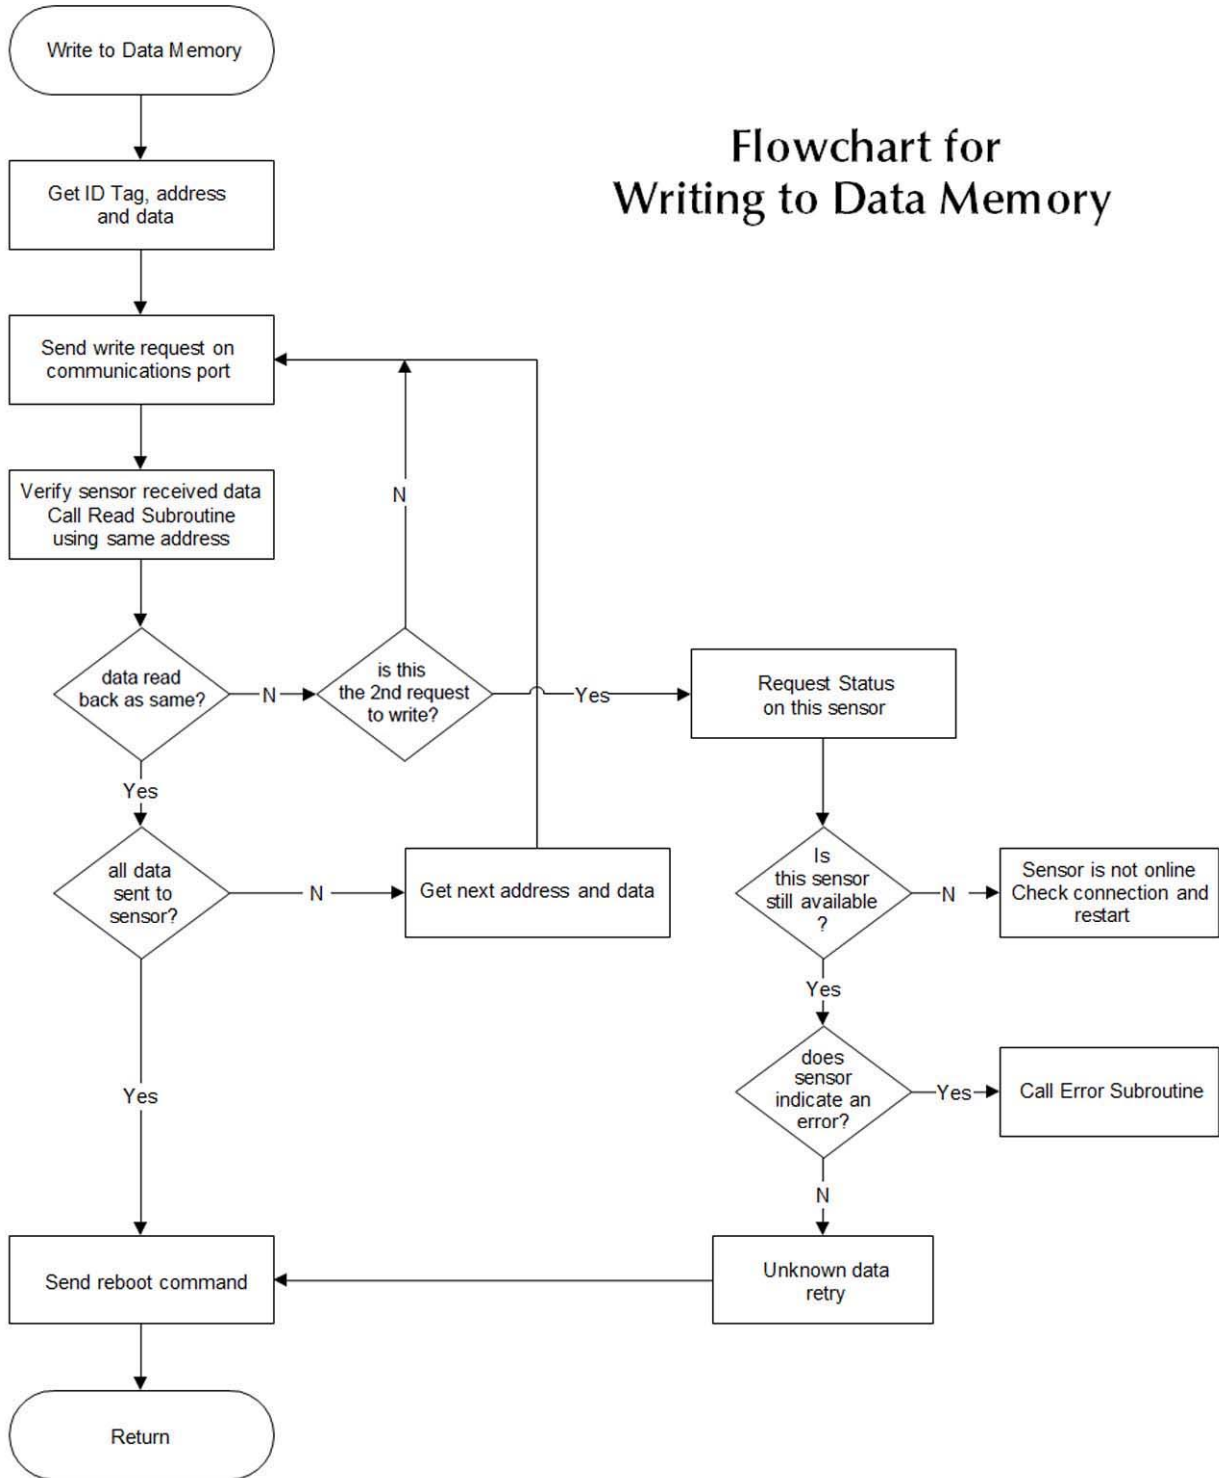 Write to Data Memory
Flowchart for
Writing to Data Memory
Get ID Tag, address
and data
Send write request on
communications port
Verify sensor received data
Call Read Subroutine
using same address
N
data read
back as same?
N
is this
the 2nd request
to write?
Yes
Request Status
on this sensor
Yes
all data
sent to
sensor?
N
Get next address and data
Is
this sensor
still available
?
N
Sensor is not online
Check connection and
restart
Yes
Yes
does
sensor
indicate an
error?
Yes
Call Error Subroutine
N
Send reboot command
Unknown data
retry
Return